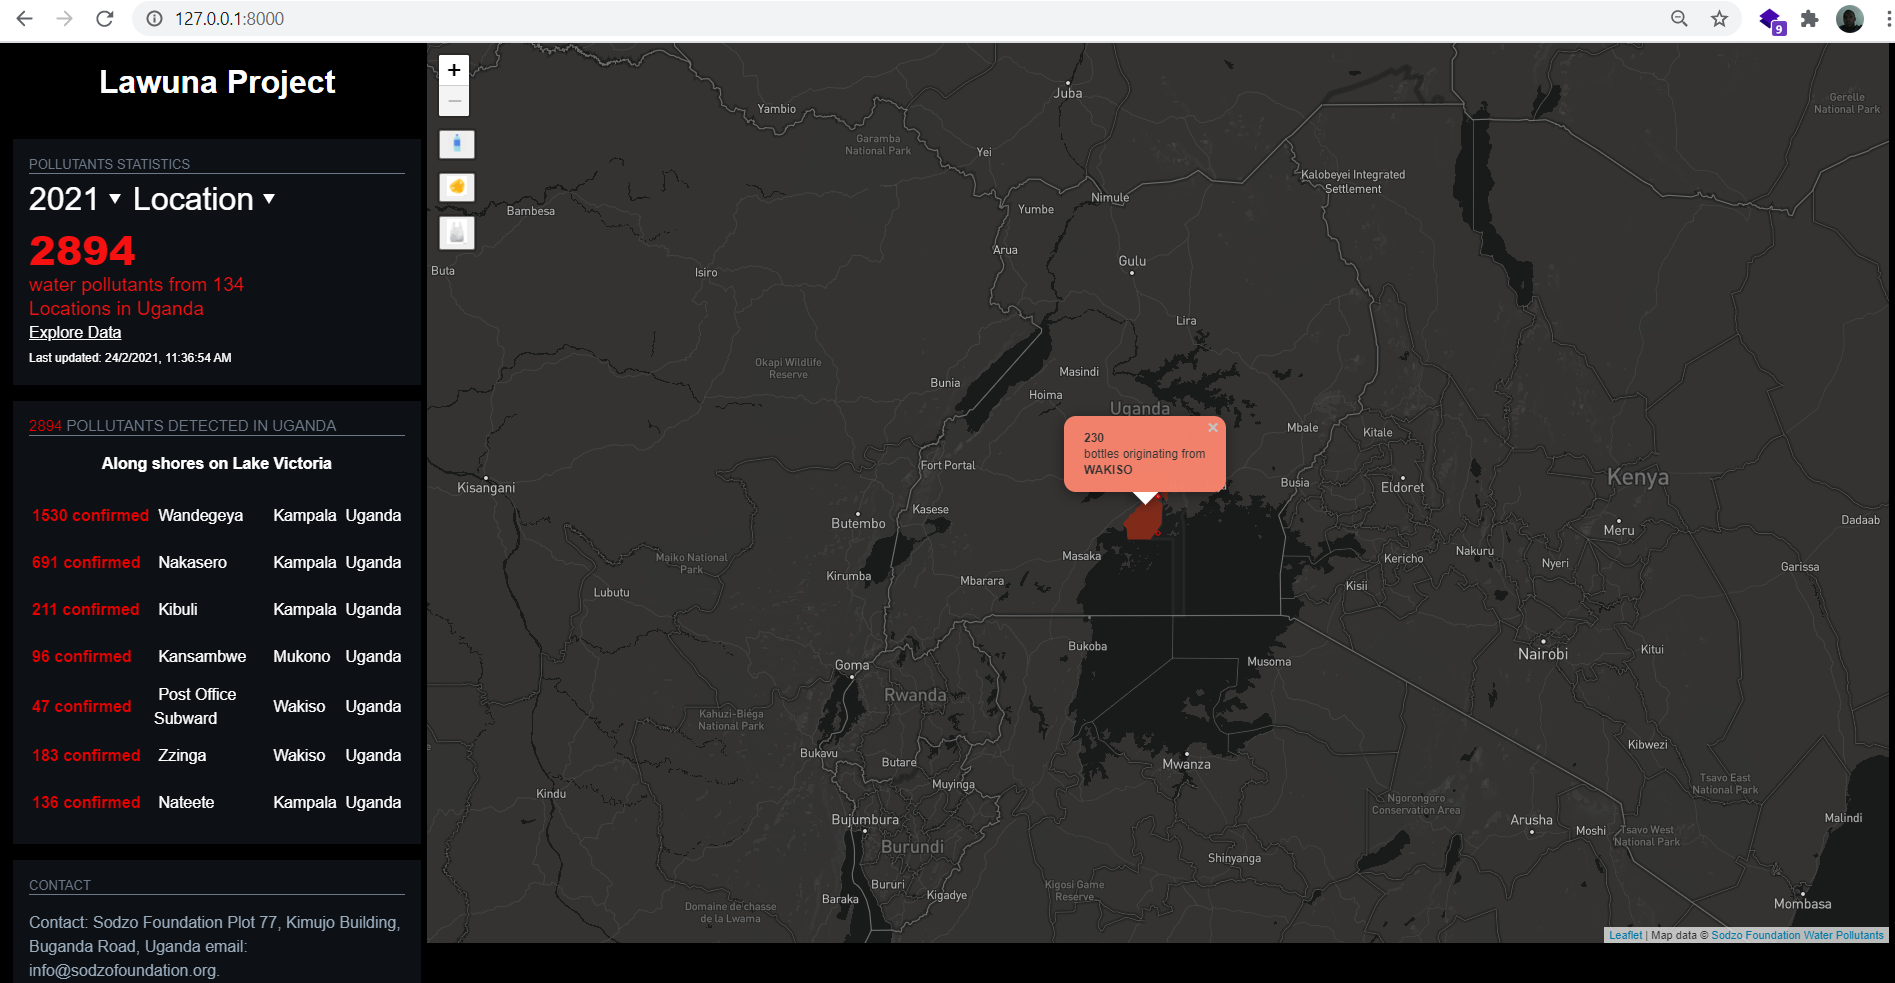 127.0.0.1:8000
9
Lawuna Project
POLLUTANTS STATISTICS
2021 ▾ Location ▾
2894
water pollutants from 134
Locations in Uganda
Explore Data
Last updated: 24/2/2021, 11:36:54 AM
2894 POLLUTANTS DETECTED IN UGANDA
Along shores on Lake Victoria
1530 confirmed Wandegeya Kampala Uganda
691 confirmed Nakasero Kampala Uganda
211 confirmed Kibuli Kampala Uganda
96 confirmed Kansambwe Mukono Uganda
Post Office
47 confirmed Subward Wakiso Uganda
183 confirmed Zzinga Wakiso Uganda
136 confirmed Nateete Kampala Uganda
CONTACT
Contact: Sodzo Foundation Plot 77, Kimujo Building,
Buganda Road, Uganda email:
info@sodzofoundation.org.
+
−
Juba
Yambio
Gerelle
National Park
Garamba
National Park
Yei
Kalobeyei Integrated
Settlement
Nimule
Bambesa
Yumbe
Arua
Gulu
Buta
Isiro
Lira
Okapi Wildlife
Reserve
Masindi
Bunia
Hoima
Uganda
230
bottles originating from
WAKISO
×
Mbale
Kitale
Fort Portal
Kisangani
Busia
Eldoret
Kenya
Kasese
Butembo
Meru
Dadaab
Maiko National
Park
Masaka
Kericho
Nakuru
Nyeri
Garissa
Kirumba
Mbarara
Kisii
Lubutu
Bukoba
Nairobi
Kitui
Goma
Musoma
Rwanda
Kahuzi-Biéga
National Park
Bukavu
Butare
Mwanza
Kibwezi
Muyinga
Tsavo East
National Park
Kindu
Ngorongoro
Conservation Area
Bujumbura
Arusha
Moshi
Tsavo West
National Park
Malindi
Burundi
Shinyanga
Bururi
Kigadye
Kigosi Game
Reserve
Baraka
Domaine de chasse
de la Lwama
Mombasa
Leaflet | Map data © Sodzo Foundation Water Pollutants